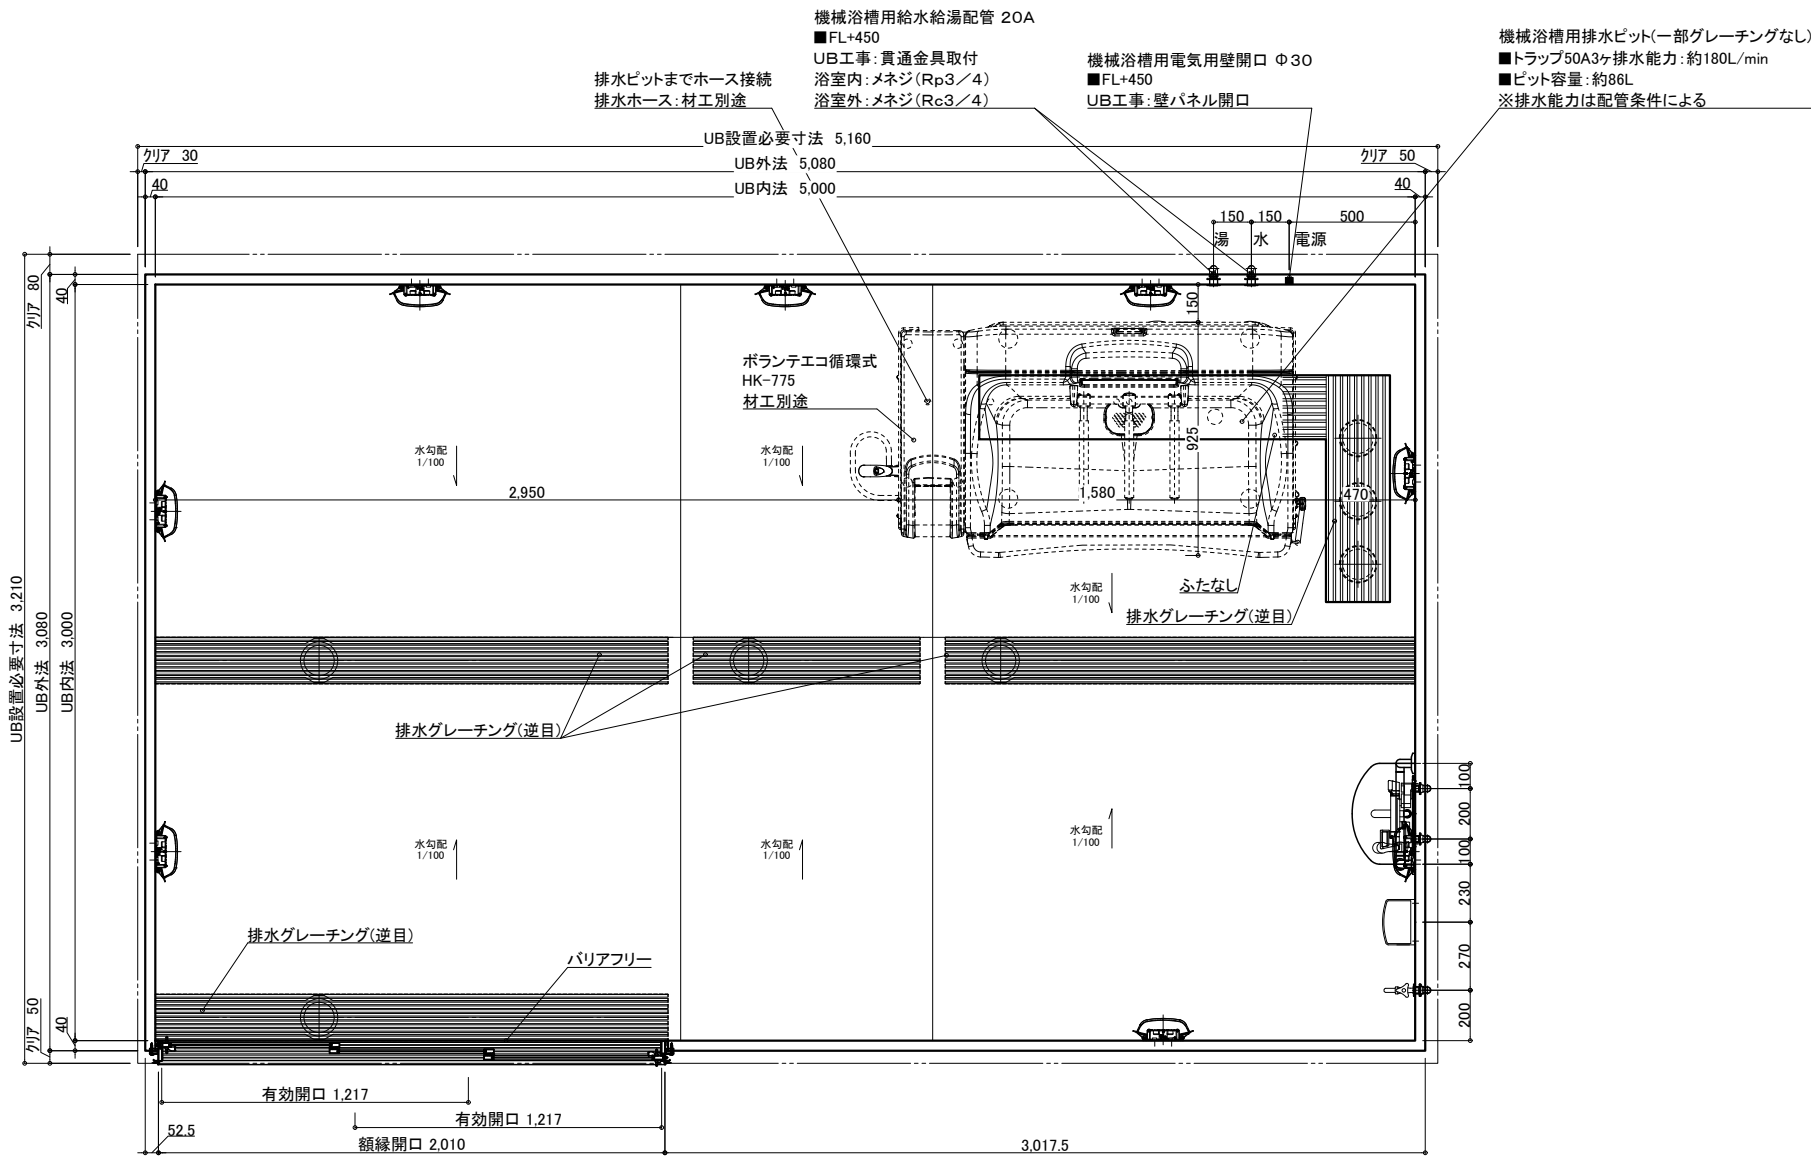 機械浴槽用給水給湯配管 20A
■FL+450
UB工事:貫通金具取付
浴室内:メネジ(Rp3/4)
浴室外:メネジ(Rc3/4)
機械浴槽用電気用壁開口 Φ30
■FL+450
UB工事:壁パネル開口
機械浴槽用排水ピット(一部グレーチングなし)
■トラップ50A3ヶ排水能力:約180L/min
■ピット容量:約86L
※排水能力は配管条件による
排水ピットまでホース接続
排水ホース:材工別途
UB設置必要寸法 5,160
クリア 30
UB外法 5,080
クリア 50
40
UB内法 5,000
40
150
150
500
湯
水
電源
クリア 80
40
150
ボランテエコ循環式
HK-775
材工別途
925
水勾配
1/100
水勾配
1/100
2,950
1,580
470
水勾配
1/100
ふたなし
排水グレーチング(逆目)
UB設置必要寸法 3,210
UB外法 3,080
UB内法 3,000
排水グレーチング(逆目)
100
200
100
230
270
200
水勾配
1/100
水勾配
1/100
水勾配
1/100
排水グレーチング(逆目)
バリアフリー
クリア 50
40
有効開口 1,217
有効開口 1,217
52.5
額縁開口 2,010
3,017.5